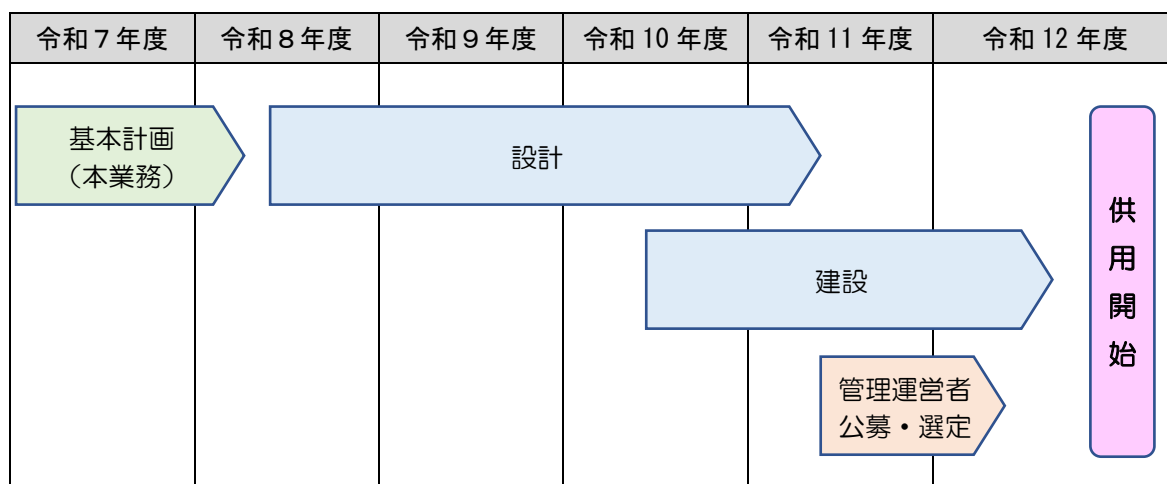 令和７年度
令和８年度
令和９年度
令和 10 年度
令和 11 年度
令和 12 年度
基本計画
（本業務）
設計
建設
管理運営者
公募・選定
供用開始